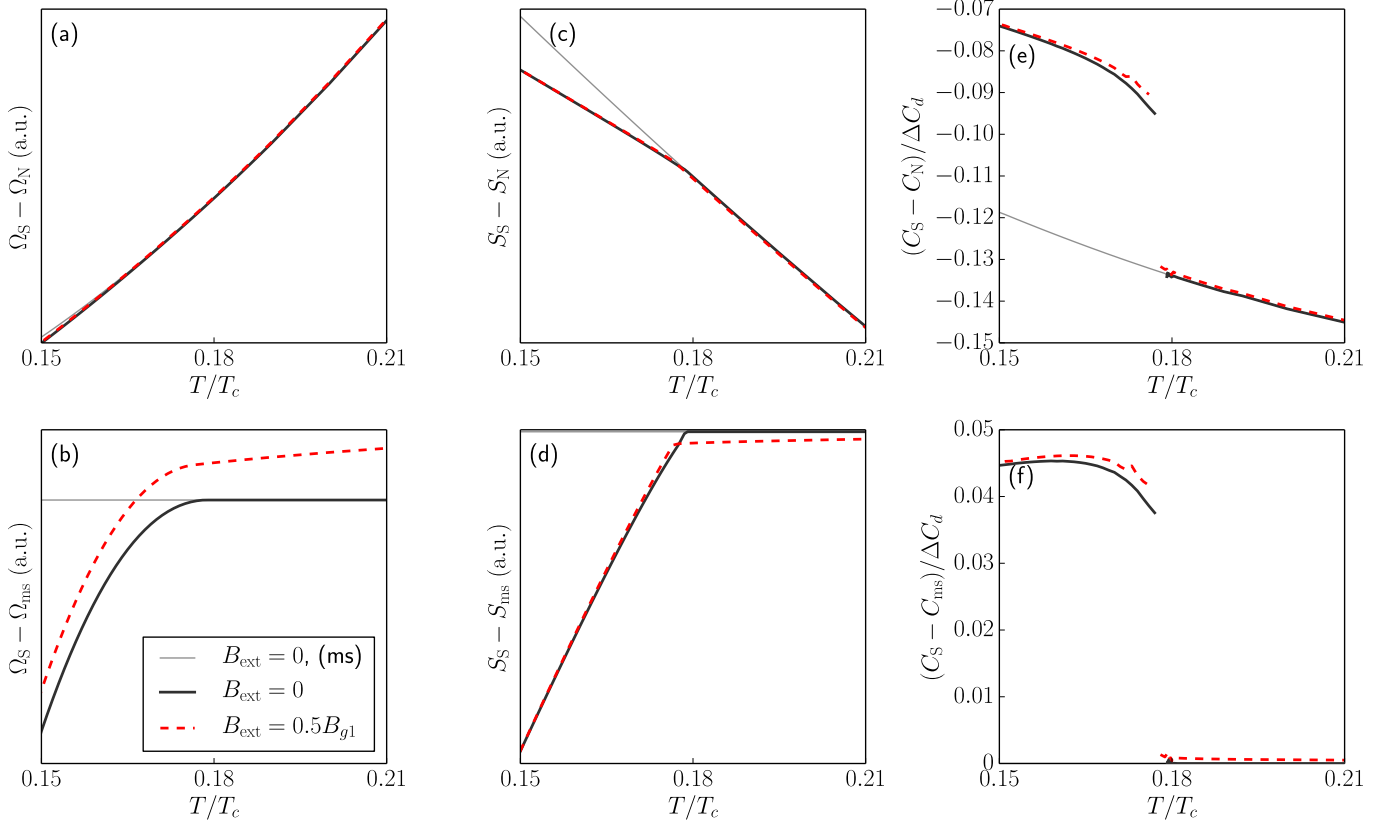 (a)
Ω_S − Ω_N (a.u.)
0.15 0.18 0.21
T/T_c
(c)
S_S − S_N (a.u.)
0.15 0.18 0.21
T/T_c
(e)
(C_S − C_N)/ΔC_d
−0.07
−0.08
−0.09
−0.10
−0.11
−0.12
−0.13
−0.14
−0.15
0.15 0.18 0.21
T/T_c
(b)
Ω_S − Ω_ms (a.u.)
B_ext = 0, (ms)
B_ext = 0
B_ext = 0.5B_g1
0.15 0.18 0.21
T/T_c
(d)
S_S − S_ms (a.u.)
0.15 0.18 0.21
T/T_c
(f)
(C_S − C_ms)/ΔC_d
0.05
0.04
0.03
0.02
0.01
0
0.15 0.18 0.21
T/T_c